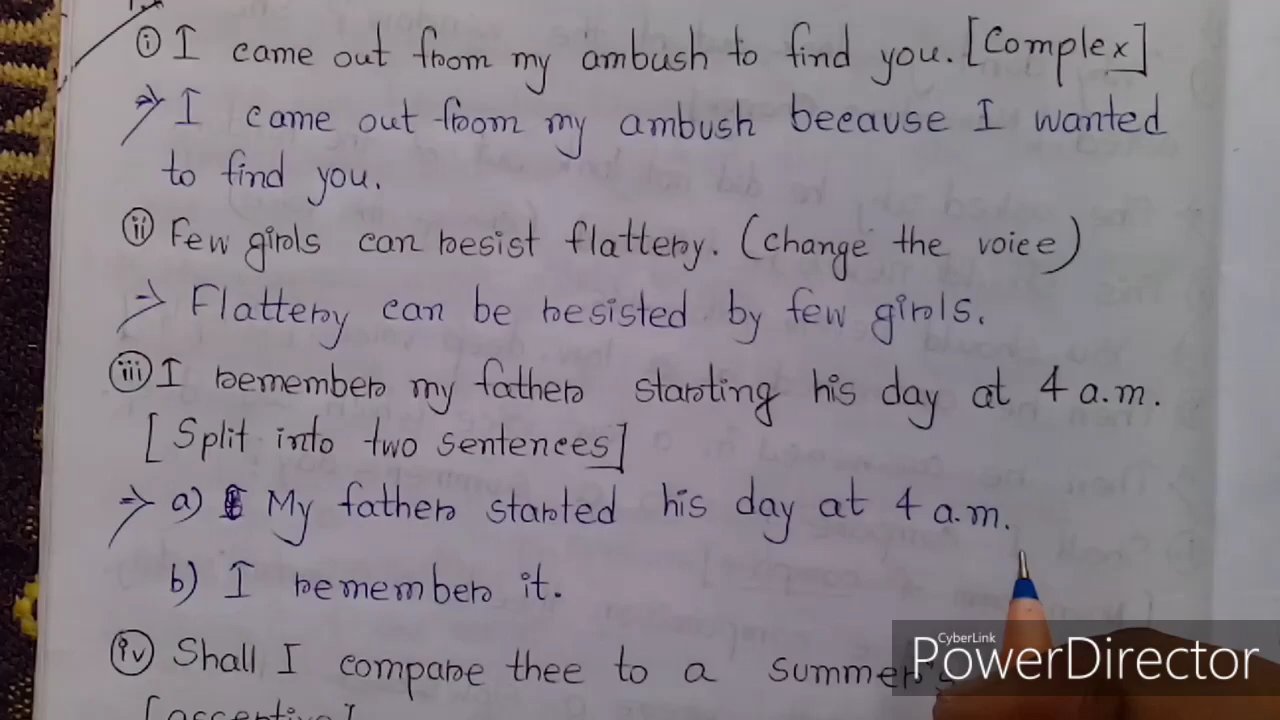 (i) I came out from my ambush to find you. [Complex]
⇒ I came out from my ambush because I wanted
to find you.
(ii) Few girls can resist flattery. (change the voice)
⇒ Flattery can be resisted by few girls.
(iii) I remember my father starting his day at 4 a.m.
[Split into two sentences]
⇒ a) My father started his day at 4 a.m.
b) I remember it.
(iv) Shall I compare thee to a summer's
CyberLink
PowerDirector